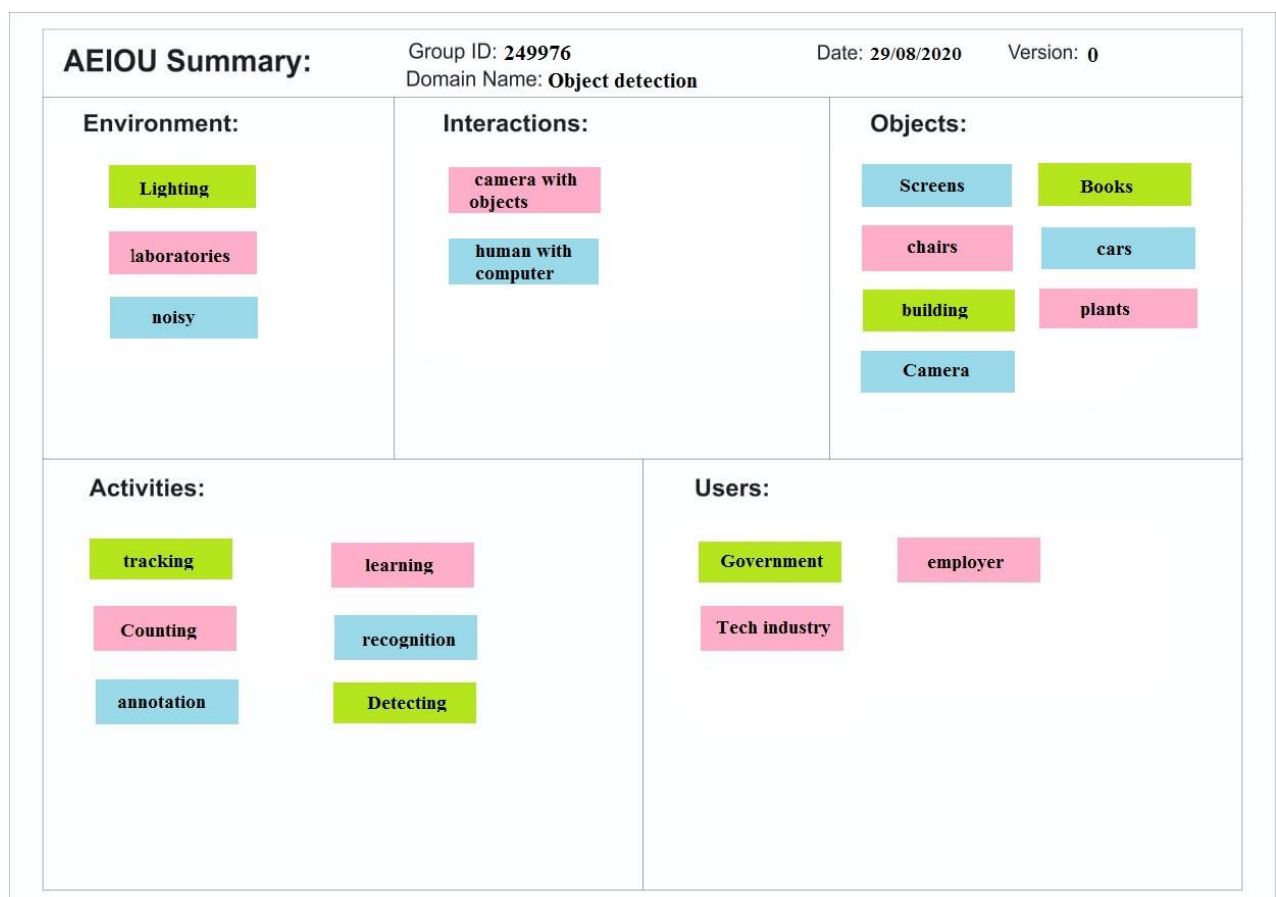 AEIOU Summary:
Group ID: 249976
Date: 29/08/2020
Version: 0
Domain Name: Object detection
Environment:
Lighting
laboratories
noisy
Interactions:
camera with
objects
human with
computer
Objects:
Screens
Books
chairs
cars
building
plants
Camera
Activities:
tracking
learning
Counting
recognition
annotation
Detecting
Users:
Government
employer
Tech industry